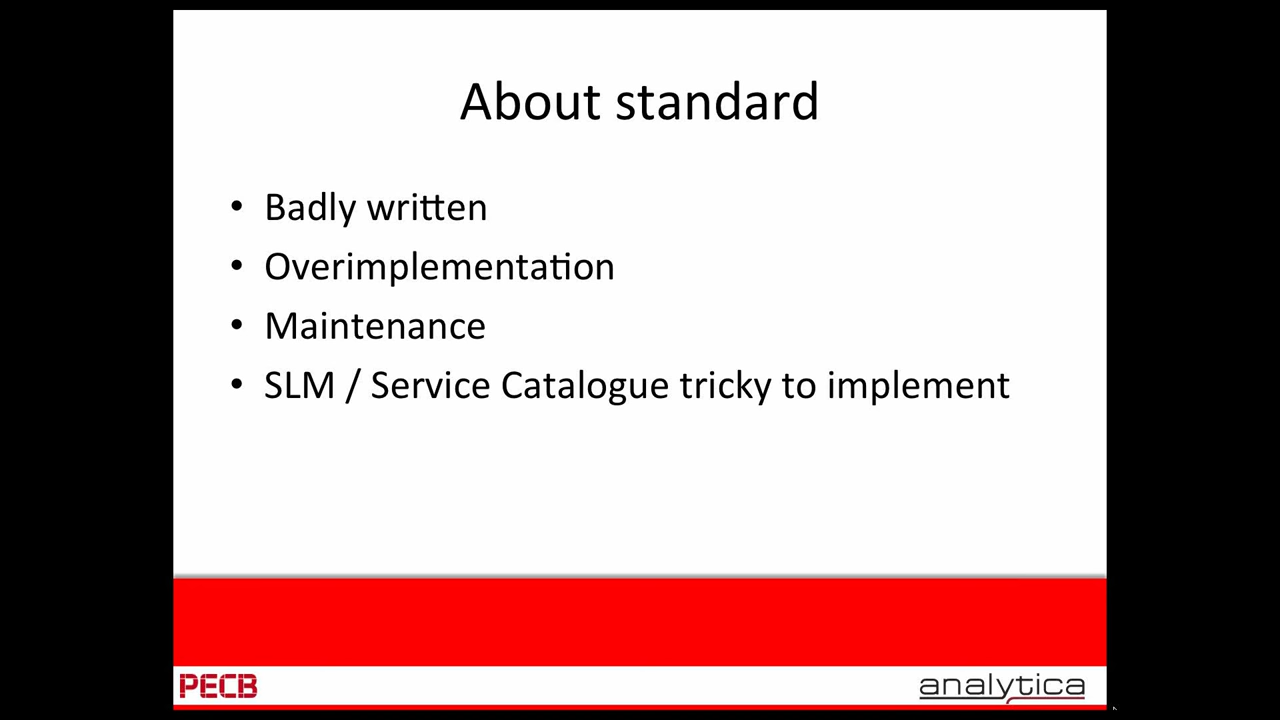 About standard
• Badly written
• Overimplementation
• Maintenance
• SLM / Service Catalogue tricky to implement
PECB
analytica